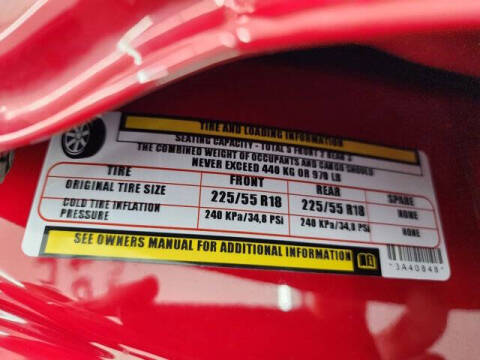 TIRE AND LOADING INFORMATION
SEATING CAPACITY - TOTAL 5 FRONT 2 REAR 3
THE COMBINED WEIGHT OF OCCUPANTS AND CARGO SHOULD
NEVER EXCEED 440 KG OR 970 LB
TIRE FRONT REAR SPARE
ORIGINAL TIRE SIZE 225/55 R18 225/55 R18 NONE
COLD TIRE INFLATION PRESSURE 240 KPa/34,8 PSi 240 KPa/34,8 PSi NONE
SEE OWNERS MANUAL FOR ADDITIONAL INFORMATION
*3A40848*